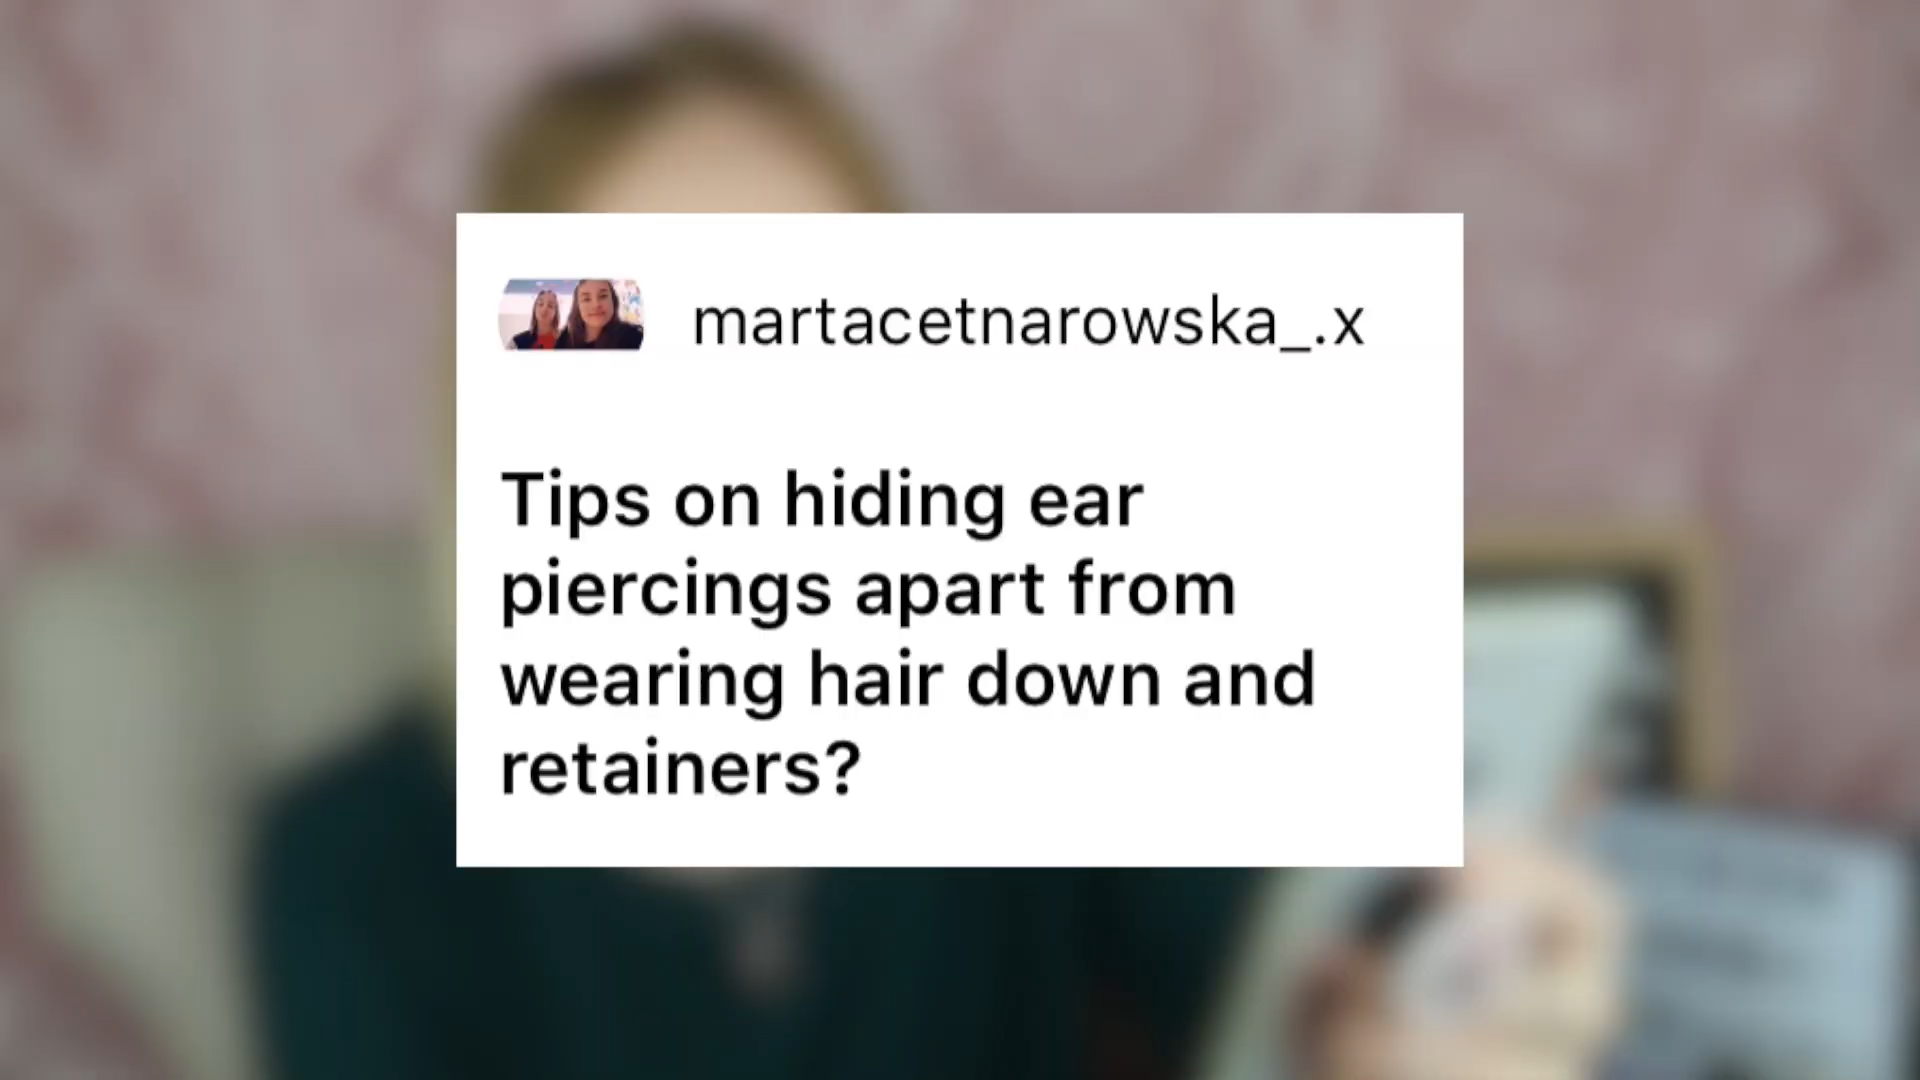 martacetnarowska_.x
Tips on hiding ear
piercings apart from
wearing hair down and
retainers?